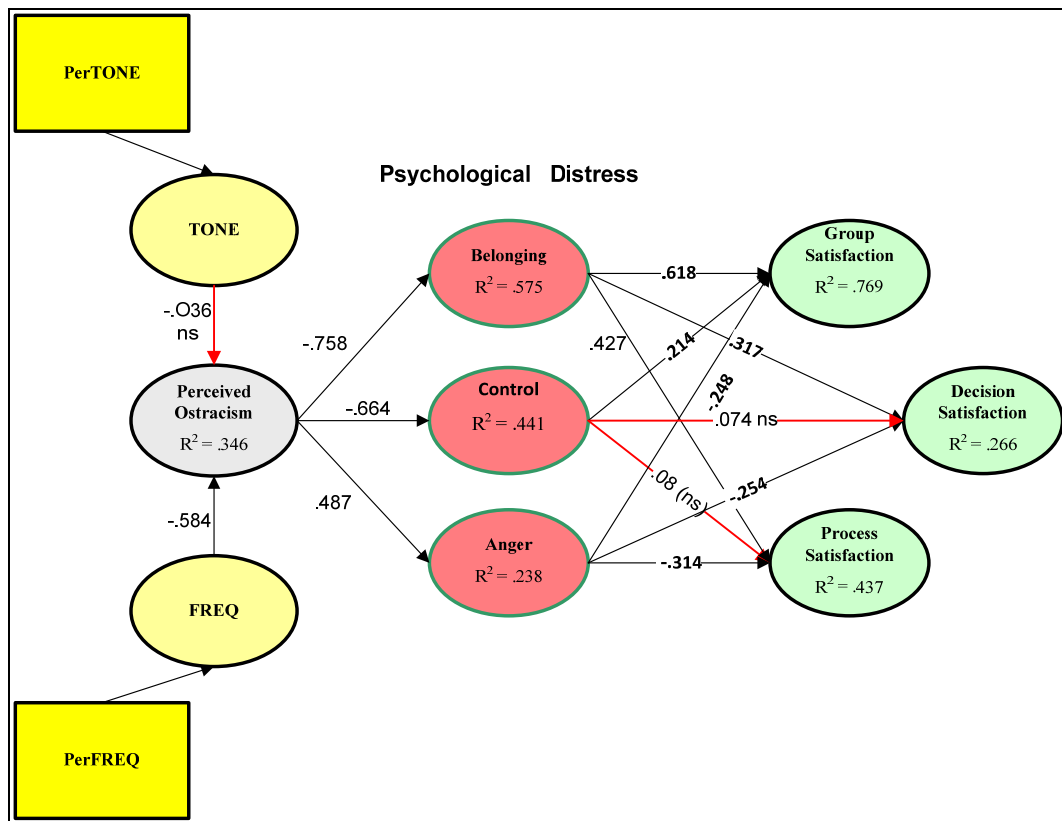 PerTONE
Psychological Distress
TONE
Belonging
R² = .575
Group
Satisfaction
R² = .769
.618
-.O36
ns
-.758
.427
.214
.317
-.248
Perceived
Ostracism
R² = .346
-.664
Control
R² = .441
.074 ns
Decision
Satisfaction
R² = .266
.08 (ns)
-.254
-.584
.487
Anger
R² = .238
-.314
Process
Satisfaction
R² = .437
FREQ
PerFREQ